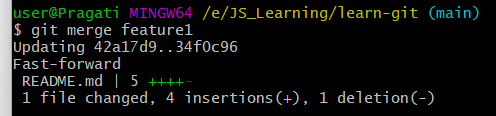 user@Pragati MINGW64 /e/JS_Learning/learn-git (main)
$ git merge feature1
Updating 42a17d9..34f0c96
Fast-forward
 README.md | 5 ++++-
 1 file changed, 4 insertions(+), 1 deletion(-)